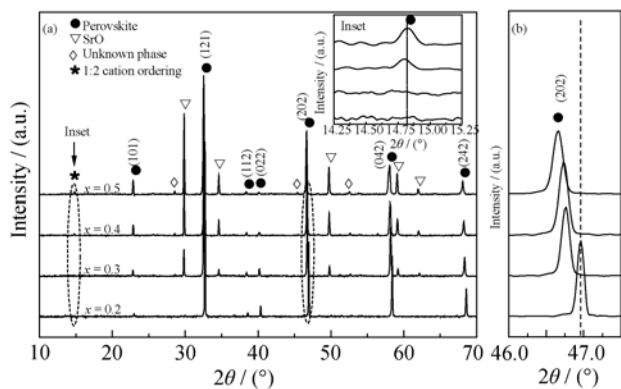 (a)
● Perovskite
▽ SrO
◇ Unknown phase
* 1:2 cation ordering
Inset
x = 0.5
x = 0.4
x = 0.3
x = 0.2
(101)
(121)
(112)
(022)
(202)
(042)
(242)
Intensity / (a.u.)
10 20 30 40 50 60 70
2θ / (°)
Inset
Intensity / (a.u.)
14.25 14.50 14.75 15.00 15.25
2θ / (°)
(b)
(202)
46.0 47.0
2θ / (°)